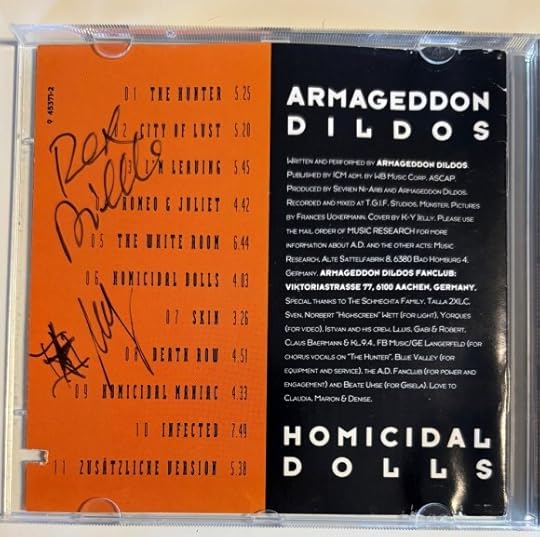 9 45371-2
01 THE HUNTER 5.25
02 CITY OF LUST 5.20
03 I'M LEAVING 5.45
04 ROMEO & JULIET 4.42
05 THE WHITE ROOM 6.44
06 HOMICIDAL DOLLS 4.03
07 SKIN 3.26
08 DEATH ROW 4.51
09 HOMICIDAL MANIAC 4.33
10 INFECTED 7.49
11 ZUSÄTZLICHE VERSION 5.38
ARMAGEDDON
DILDOS
WRITTEN AND PERFORMED BY ARMAGEDDON DILDOS.
PUBLISHED BY ICM ADM. BY WB MUSIC CORP. ASCAP.
PRODUCED BY SEVREN NI-ARB AND ARMAGEDDON DILDOS.
RECORDED AND MIXED AT T.G.I.F. STUDIOS, MÜNSTER. PICTURES
BY FRANCES UCKERMANN. COVER BY K-Y JELLY. PLEASE USE
THE MAIL ORDER OF MUSIC RESEARCH FOR MORE
INFORMATION ABOUT A.D. AND THE OTHER ACTS: MUSIC
RESEARCH, ALTE SATTELFABRIK 8, 6380 BAD HOMBURG 4,
GERMANY. ARMAGEDDON DILDOS FANCLUB:
VIKTORIASTRASSE 77, 6100 AACHEN, GERMANY.
SPECIAL THANKS TO THE SCHMECHTA FAMILY, TALLA 2XLC,
SVEN, NORBET "HIGHSCREEN" WETT (FOR LIGHT), YORQUES
(FOR VIDEO), ISTVAN AND HIS CREW, LLLIIS, GABI & ROBERT,
CLAUS BAERMANN & KL.94, FB MUSIC/GE LANGERFELD (FOR
CHORUS VOCALS ON "THE HUNTER", BLUE VALLEY (FOR
EQUIPMENT AND SERVICE), THE A.D. FANCLUB (FOR POWER AND
ENGAGEMENT) AND BEATE UHSE (FOR GISELA). LOVE TO
CLAUDIA, MARION & DENISE.
HOMICIDAL
DOLLS